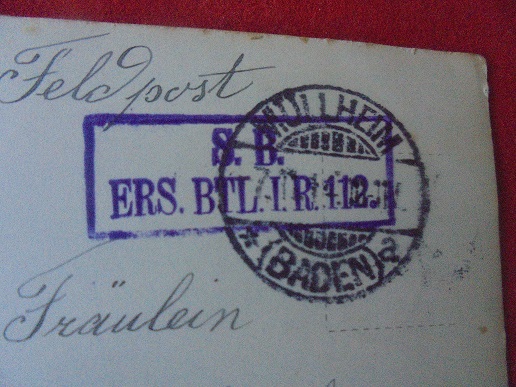 Feldpost
S. B.
ERS. BTL. I. R. 112.
MÜLLHEIM
* (BADEN) a
Fräulein